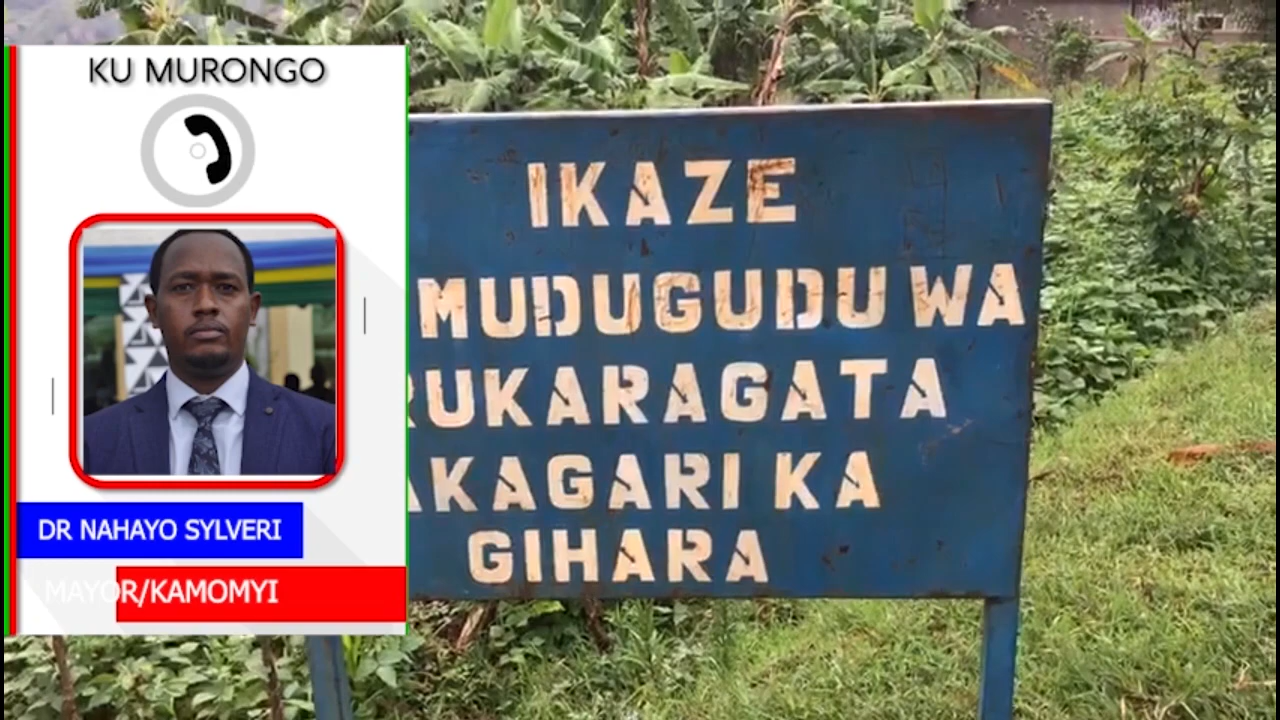 KU MURONGO
DR NAHAYO SYLVERI
MAYOR/KAMOMYI
IKAZE
MUDUGUDU WA
RUKARAGATA
AKAGARI KA
GIHARA